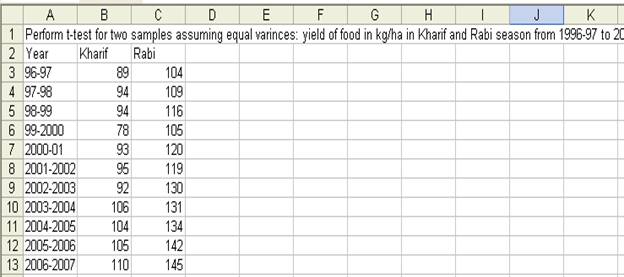 A B C D E F G H I J K
1 Perform t-test for two samples assuming equal varinces: yield of food in kg/ha in Kharif and Rabi season from 1996-97 to 20
2 Year Kharif Rabi
3 96-97 89 104
4 97-98 94 109
5 98-99 94 116
6 99-2000 78 105
7 2000-01 93 120
8 2001-2002 95 119
9 2002-2003 92 130
10 2003-2004 106 131
11 2004-2005 104 134
12 2005-2006 105 142
13 2006-2007 110 145